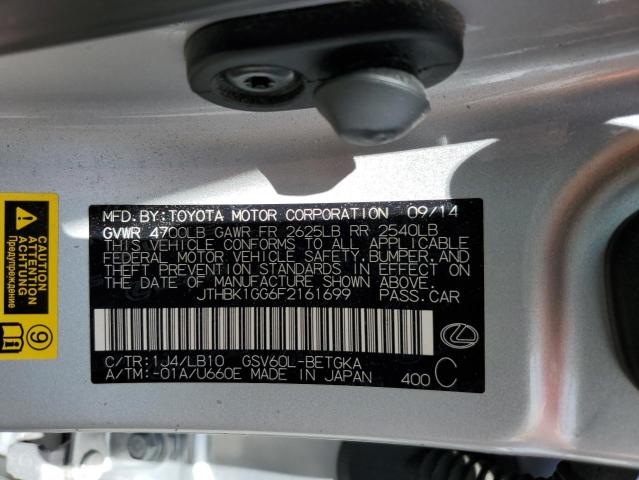 MFD. BY: TOYOTA MOTOR CORPORATION 09/14
GVWR 4700LB GAWR FR 2625LB RR 2540LB
THIS VEHICLE CONFORMS TO ALL APPLICABLE
FEDERAL MOTOR VEHICLE SAFETY, BUMPER, AND
THEFT PREVENTION STANDARDS IN EFFECT
ON THE DATE OF MANUFACTURE SHOWN ABOVE.
JTHBK1GG6F2161699 PASS. CAR
C/TR: 1J4/LB10 GSV60L-BETGKA
A/TM: -01A/U660E MADE IN JAPAN 400 C
ACHTUNG
ATTENTION